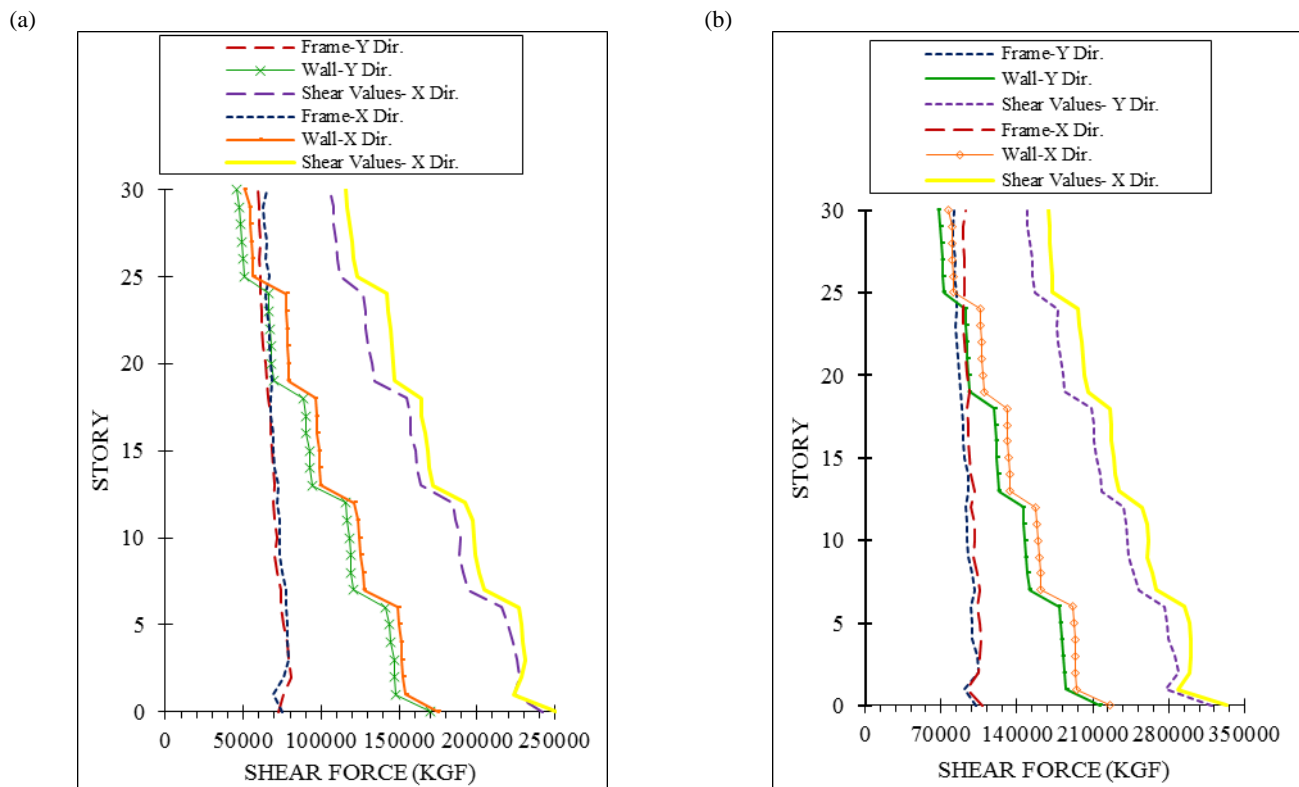 (a)
Frame-Y Dir.
Wall-Y Dir.
Shear Values- X Dir.
Frame-X Dir.
Wall-X Dir.
Shear Values- X Dir.
30
25
20
15
10
5
0
STORY
0 50000 100000 150000 200000 250000
SHEAR FORCE (KGF)
(b)
Frame-Y Dir.
Wall-Y Dir.
Shear Values- Y Dir.
Frame-X Dir.
Wall-X Dir.
Shear Values- X Dir.
30
25
20
15
10
5
0
STORY
0 70000 140000 210000 280000 350000
SHEAR FORCE (KGF)